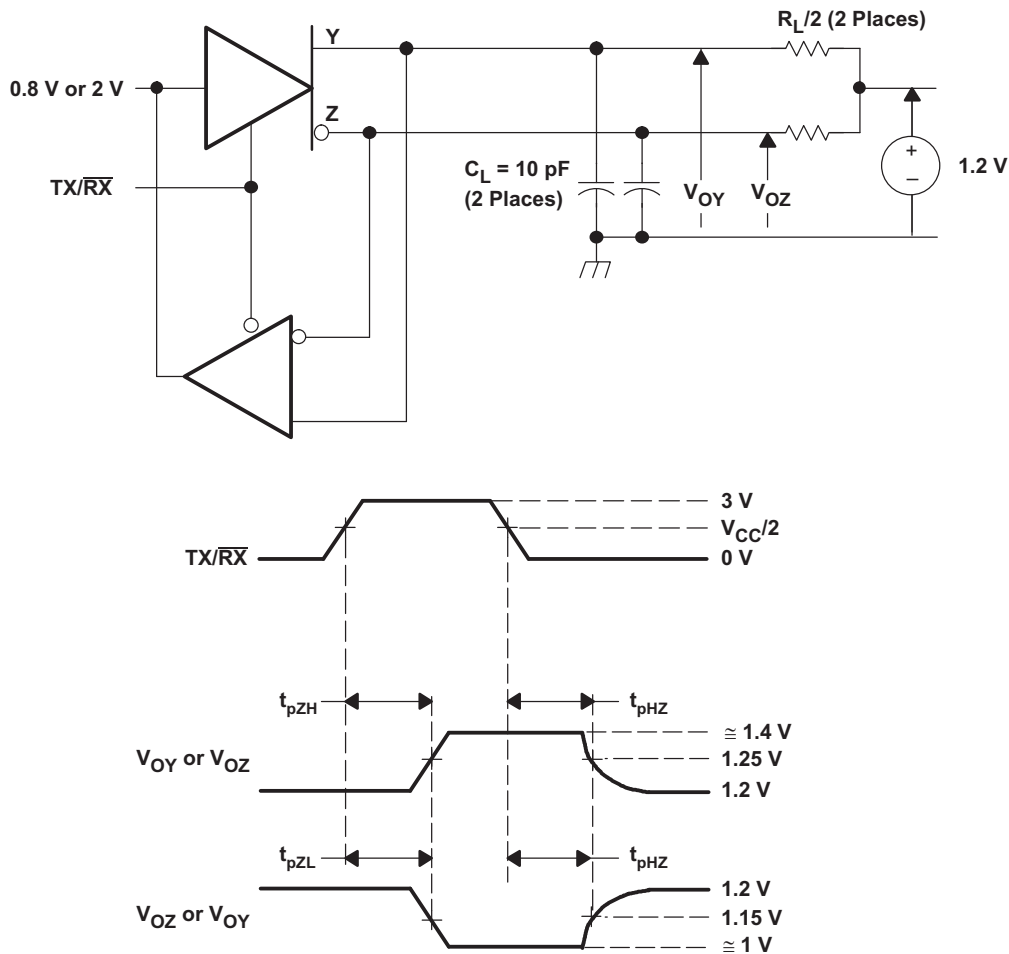 Y
R_L/2 (2 Places)
0.8 V or 2 V
Z
TX/R̅X̅
C_L = 10 pF
(2 Places)
V_OY
V_OZ
+
–
1.2 V
3 V
V_CC/2
TX/R̅X̅
0 V
t_pZH
t_pHZ
≅ 1.4 V
V_OY or V_OZ
1.25 V
1.2 V
t_pZL
t_pHZ
1.2 V
V_OZ or V_OY
1.15 V
≅ 1 V